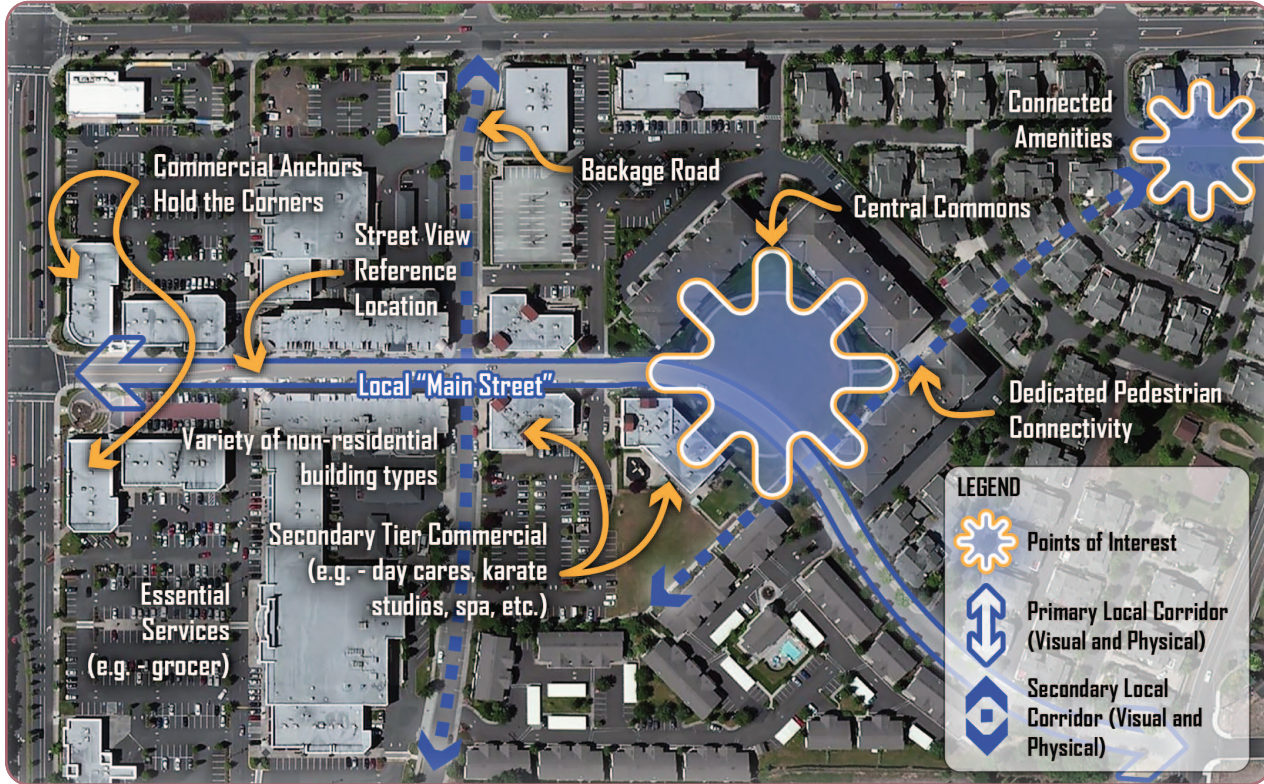 Connected
Amenities
Commercial Anchors
Hold the Corners
Backage Road
Central Commons
Street View
Reference
Location
Local “Main Street”
Dedicated Pedestrian
Connectivity
Variety of non-residential
building types
Secondary Tier Commercial
(e.g. - day cares, karate
studios, spa, etc.)
Essential
Services
(e.g. - grocer)
LEGEND
Points of Interest
Primary Local Corridor
(Visual and Physical)
Secondary Local
Corridor (Visual and
Physical)